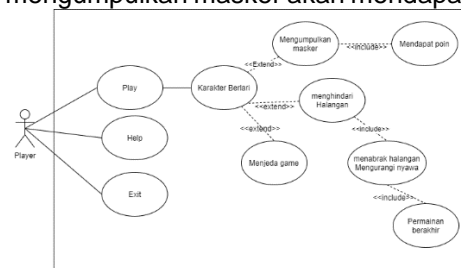 mengumpulkan masker akan mendapa
Mengumpulkan
masker
<<include>>
Mendapat poin
<<Extend>>
Play
Karakter Berlari
menghindari
Halangan
<<extend>>
<<extend>>
<<include>>
Player
Help
Menjeda game
menabrak halangan
Mengurangi nyawa
<<include>>
Exit
Permainan
berakhir